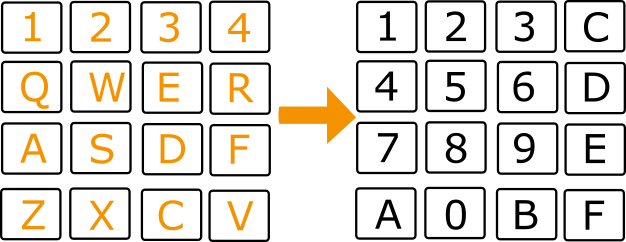 1 2 3 4 1 2 3 C
Q W E R 4 5 6 D
A S D F 7 8 9 E
Z X C V A 0 B F